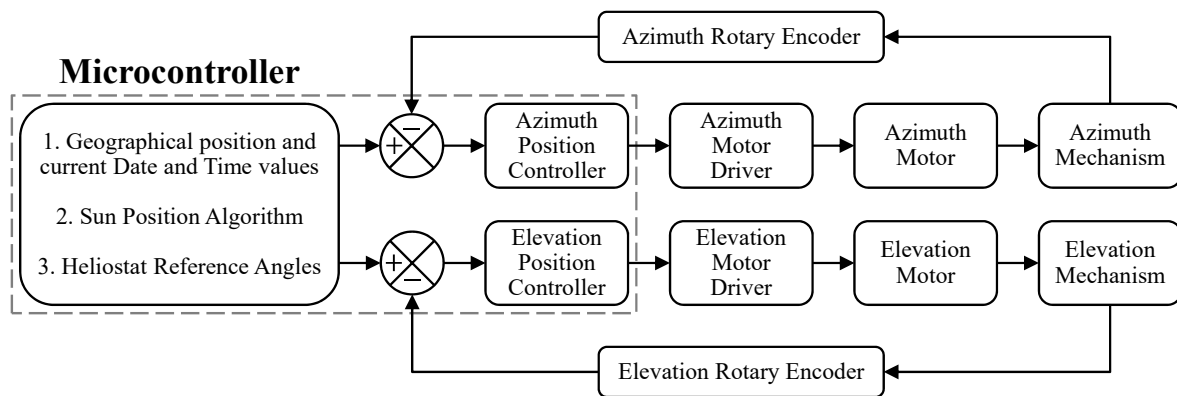 Azimuth Rotary Encoder
Microcontroller
1. Geographical position and
current Date and Time values
2. Sun Position Algorithm
3. Heliostat Reference Angles
−
+
Azimuth
Position
Controller
Azimuth
Motor
Driver
Azimuth
Motor
Azimuth
Mechanism
+
−
Elevation
Position
Controller
Elevation
Motor
Driver
Elevation
Motor
Elevation
Mechanism
Elevation Rotary Encoder